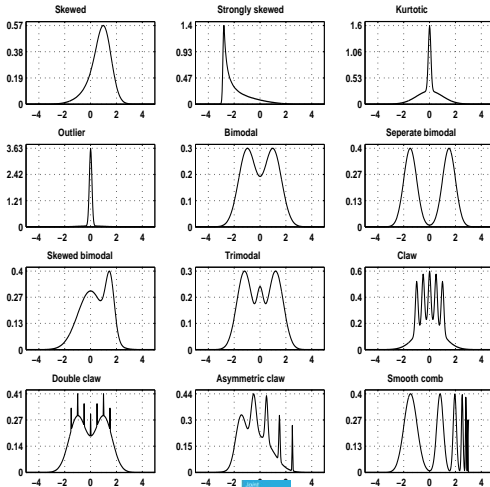 Skewed
Strongly skewed
Kurtotic
0.57
0.38
0.19
0
−4 −2 0 2 4
1.4
0.93
0.47
0
−4 −2 0 2 4
1.6
1.06
0.53
0
−4 −2 0 2 4
Outlier
Bimodal
Seperate bimodal
3.63
2.42
1.21
0
−4 −2 0 2 4
0.3
0.2
0.1
0
−4 −2 0 2 4
0.4
0.27
0.13
0
−4 −2 0 2 4
Skewed bimodal
Trimodal
Claw
0.4
0.27
0.13
0
−4 −2 0 2 4
0.3
0.2
0.1
0
−4 −2 0 2 4
0.6
0.4
0.2
0
−4 −2 0 2 4
Double claw
Asymmetric claw
Smooth comb
0.41
0.27
0.14
0
−4 −2 0 2 4
0.44
0.3
0.15
0
−4 −2 0 2 4
0.4
0.27
0.13
0
−4 −2 0 2 4